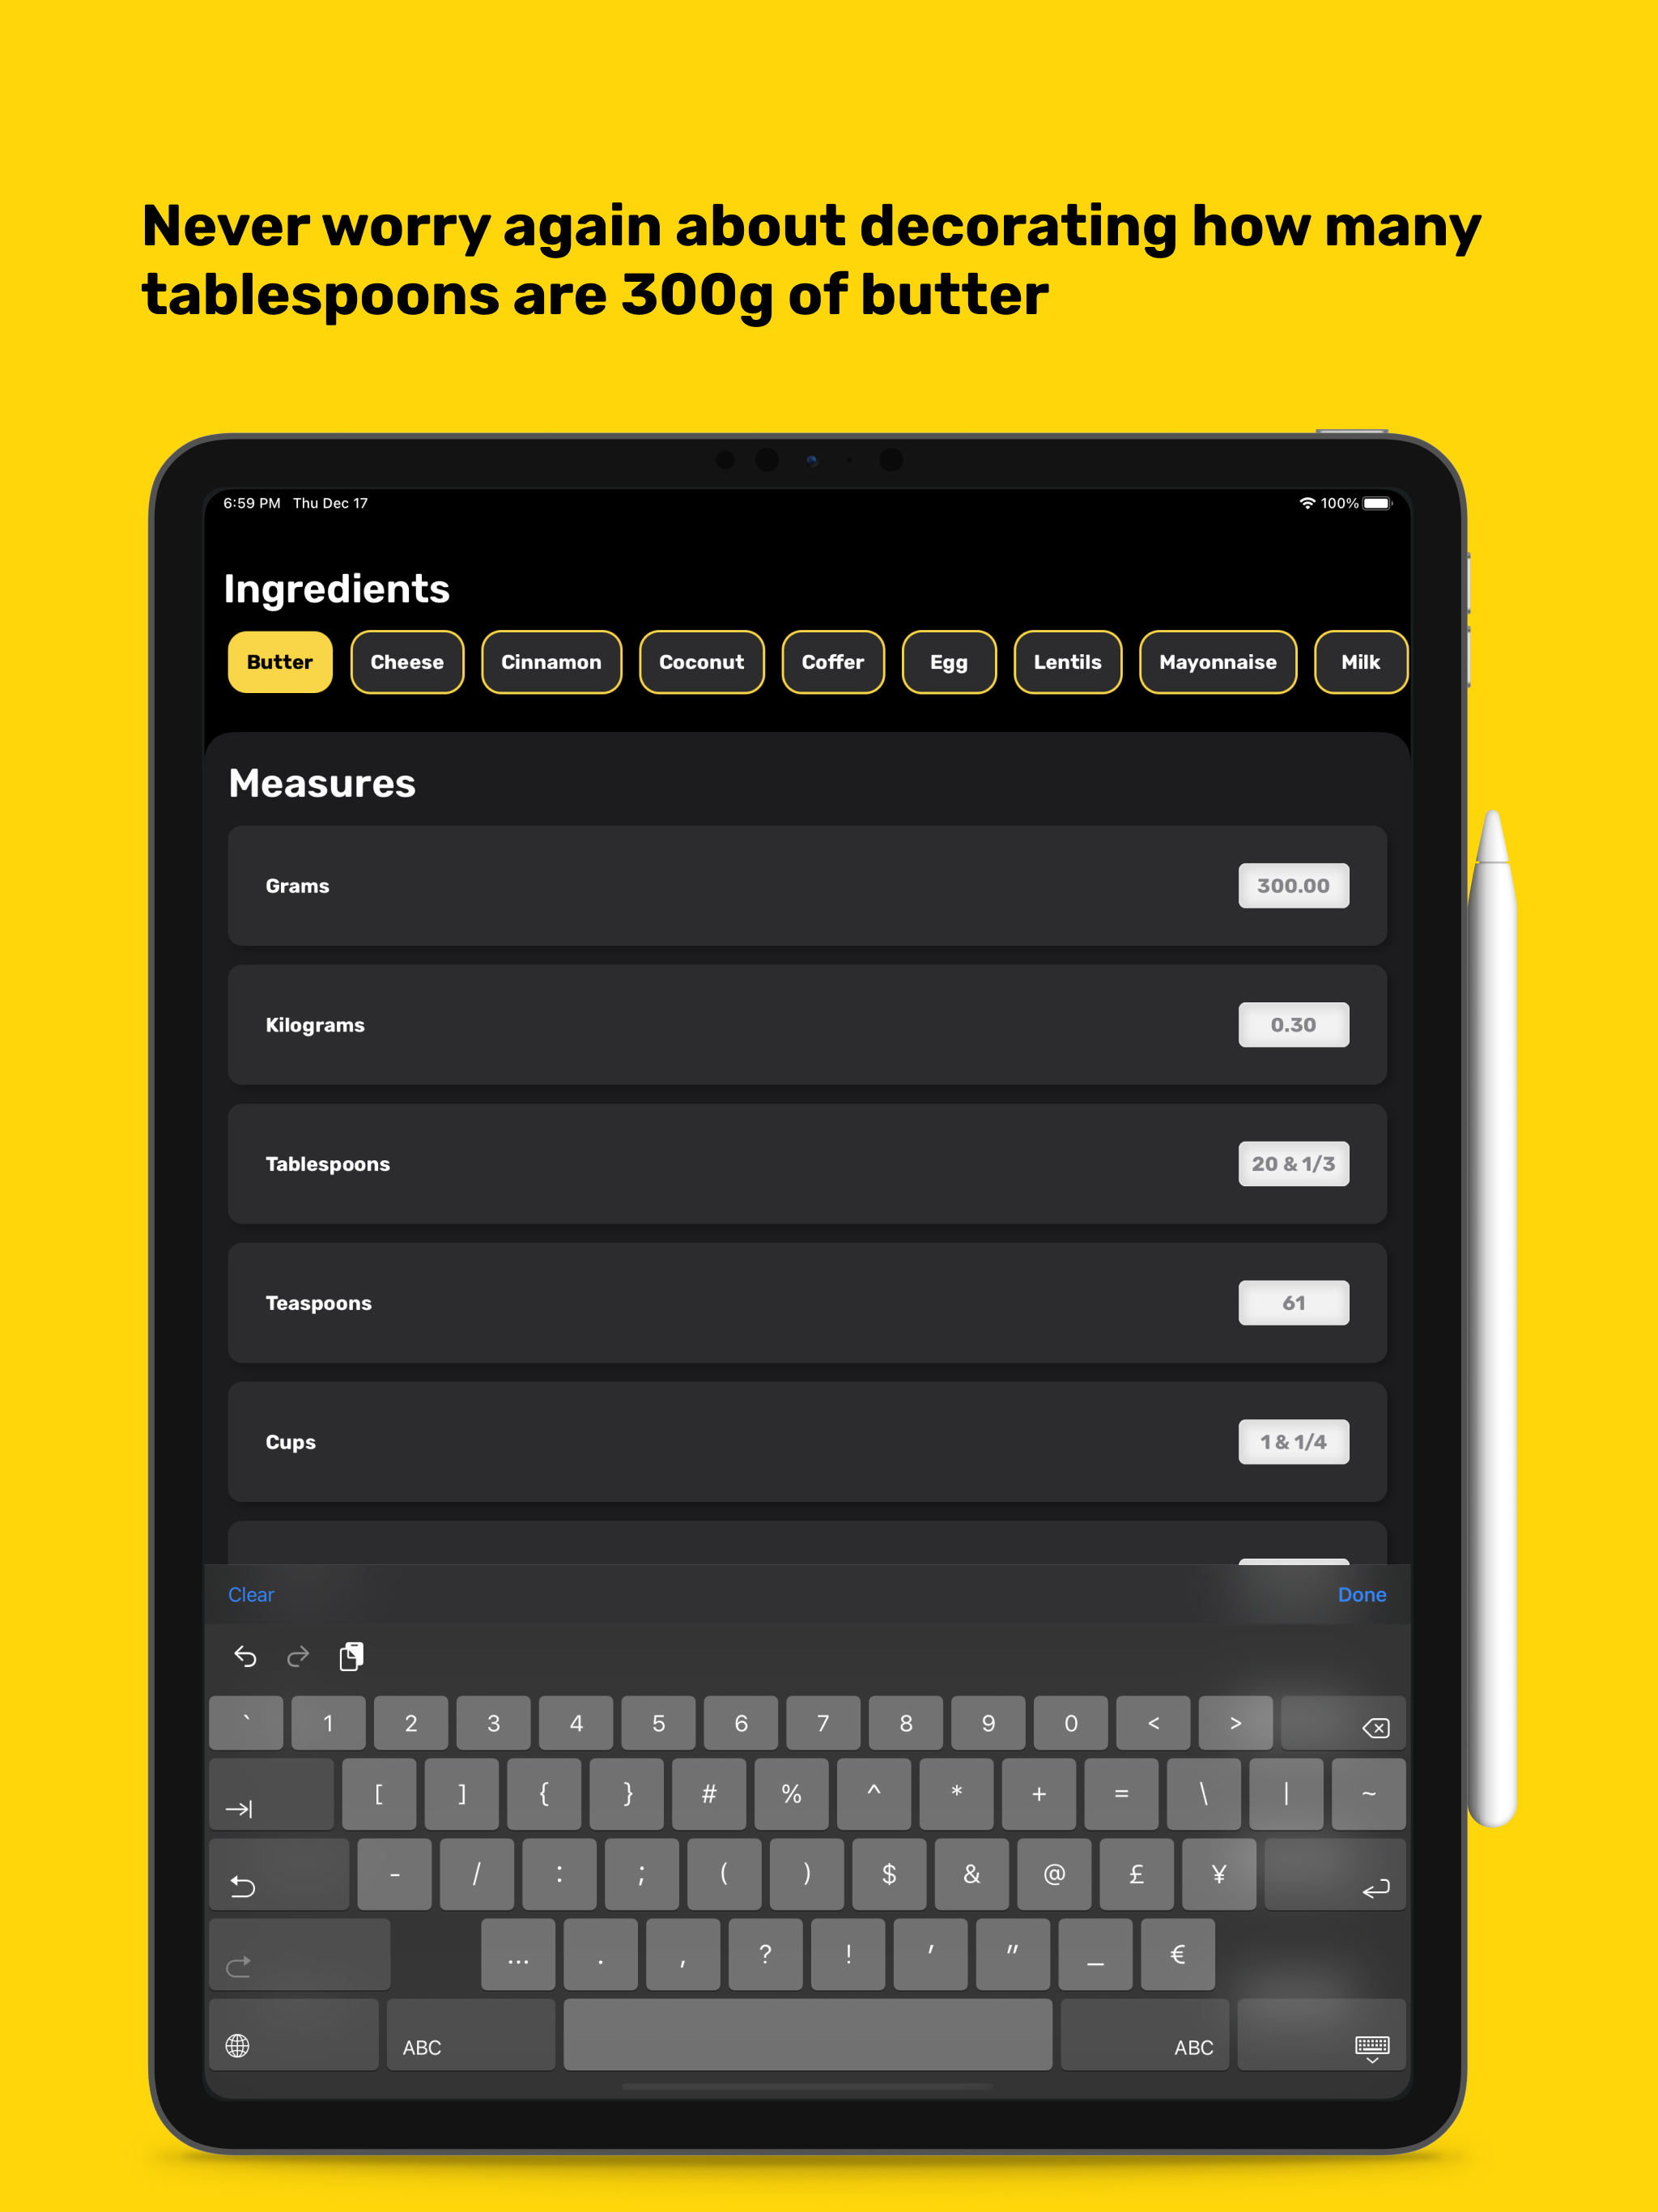 Never worry again about decorating how many
tablespoons are 300g of butter
6:59 PM Thu Dec 17 100%
Ingredients
Butter Cheese Cinnamon Coconut Coffer Egg Lentils Mayonnaise Milk
Measures
Grams 300.00
Kilograms 0.30
Tablespoons 20 & 1/3
Teaspoons 61
Cups 1 & 1/4
Clear Done
` 1 2 3 4 5 6 7 8 9 0 < >
[ ] { } # % ^ * + = \ | ~
- / : ; ( ) $ & @ £ ¥
… . , ? ! ' " _ €
ABC ABC